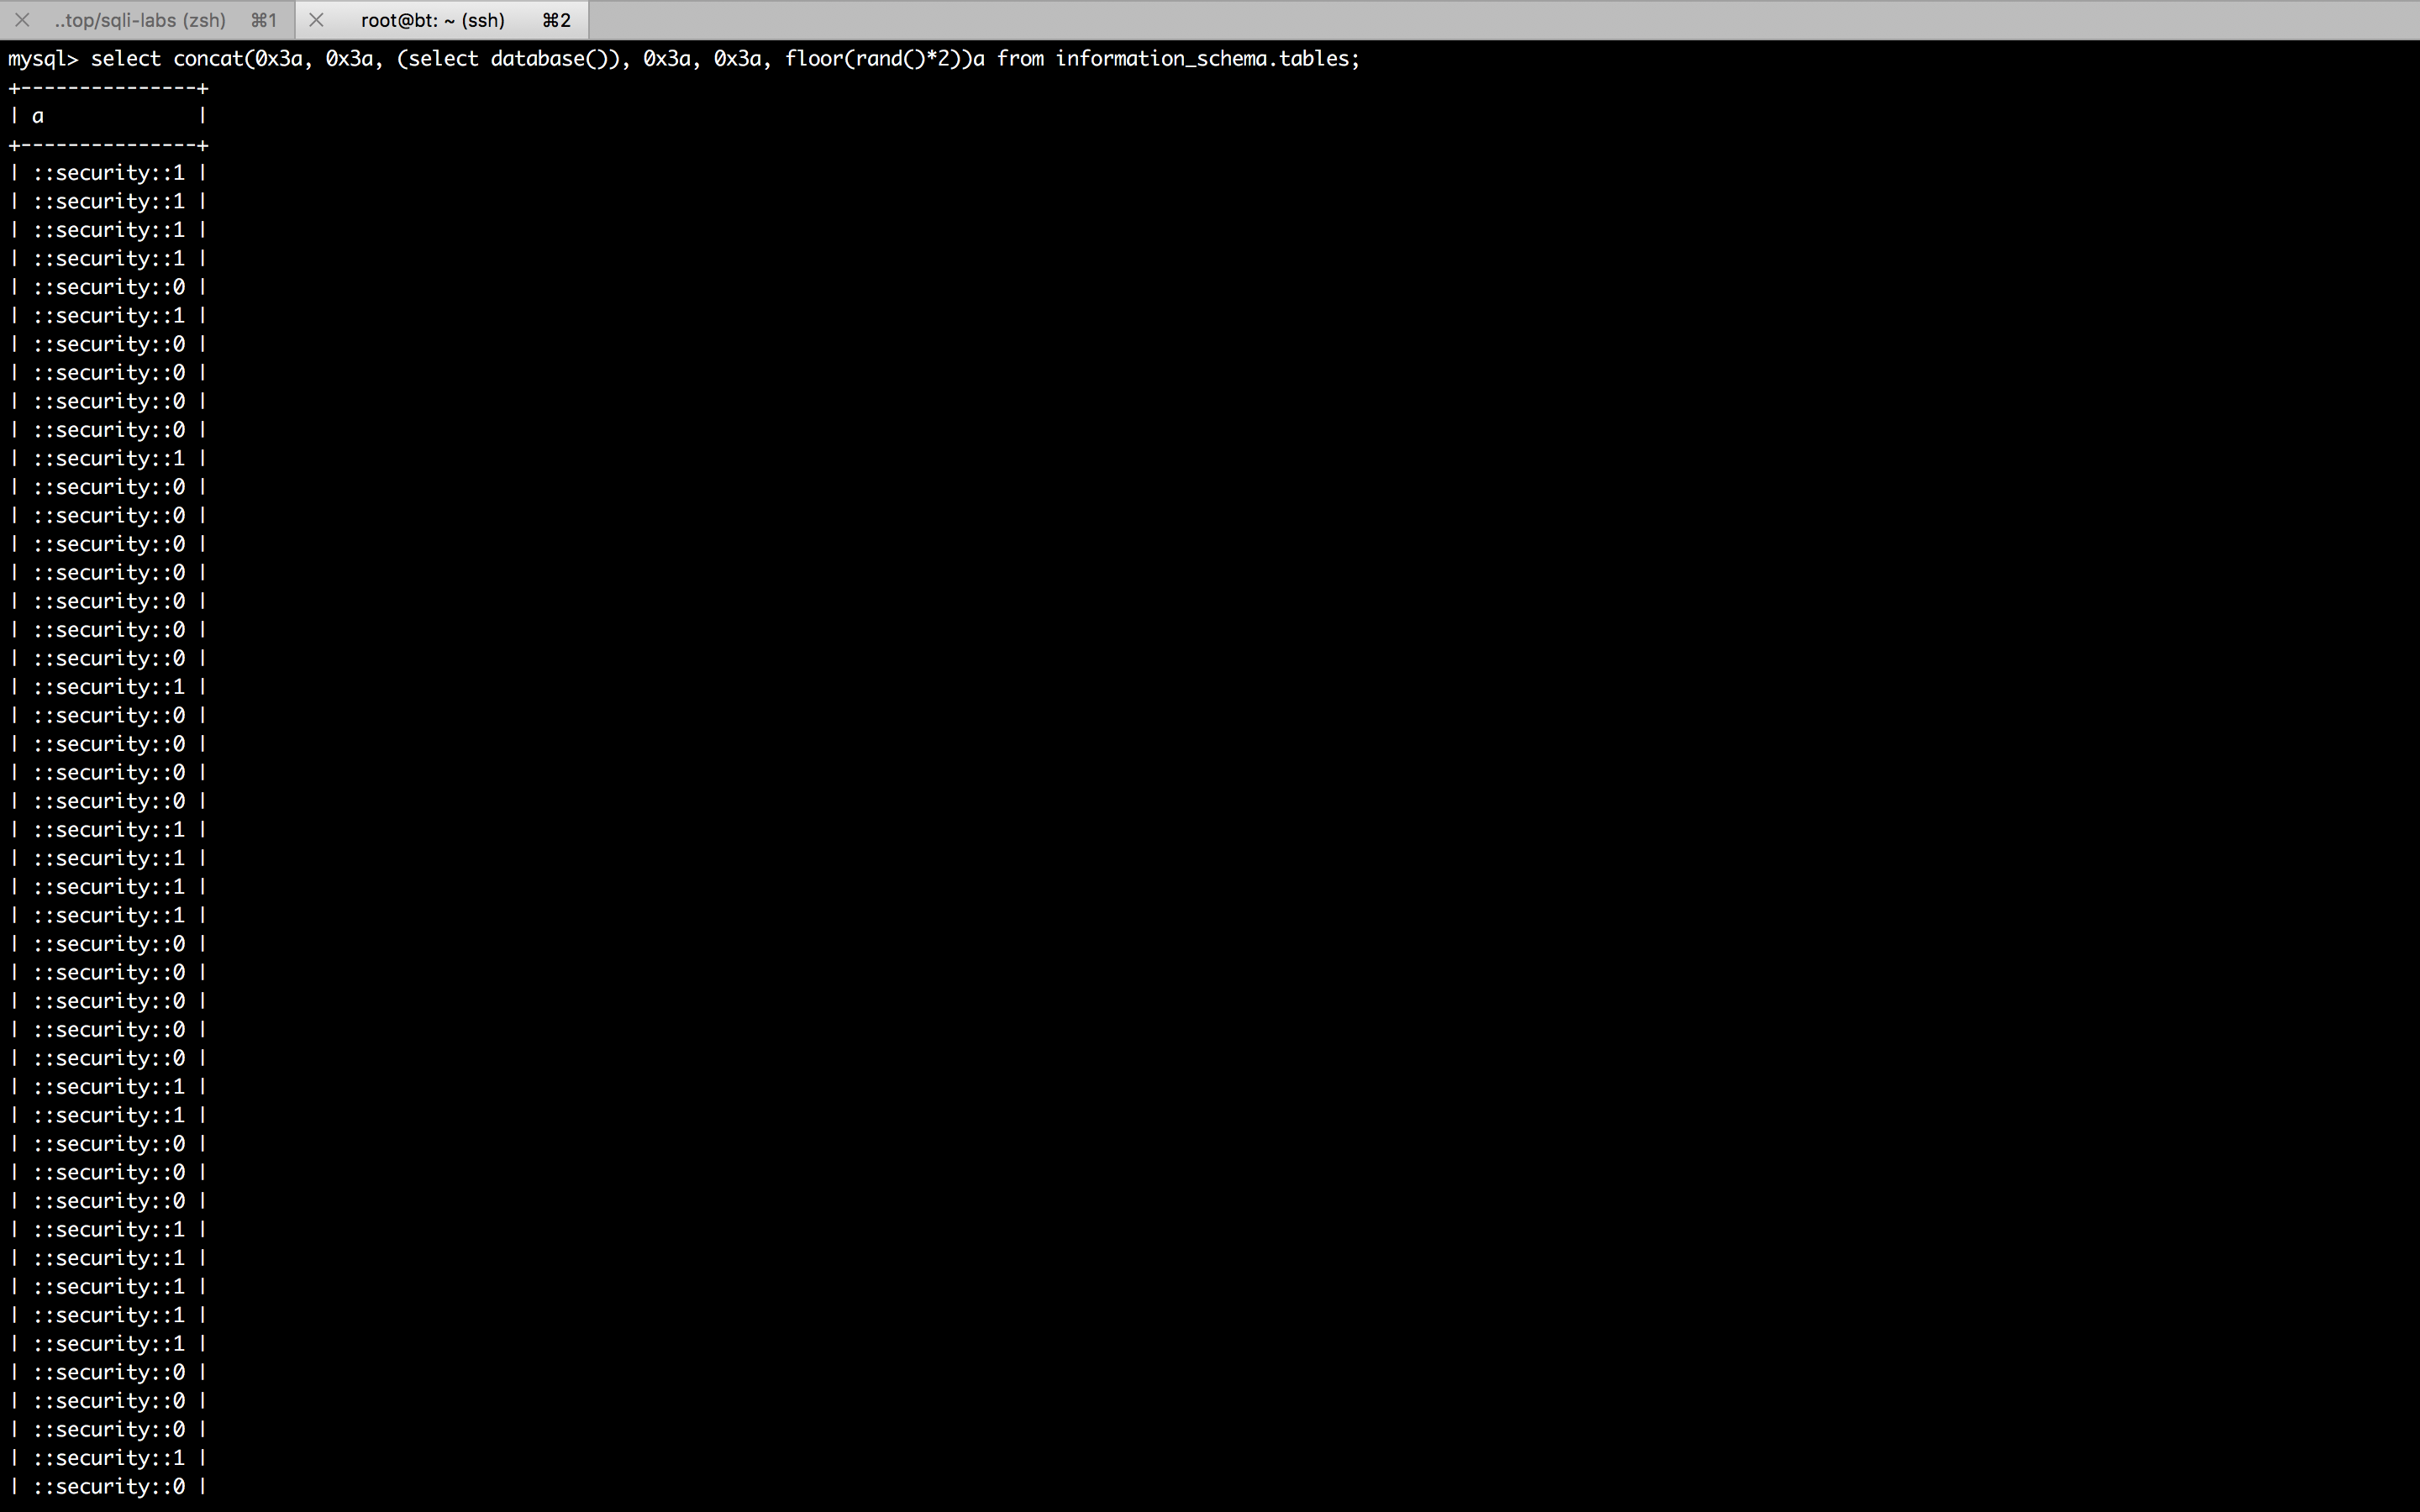 ..top/sqli-labs (zsh) ⌘1 root@bt: ~ (ssh) ⌘2
mysql> select concat(0x3a, 0x3a, (select database()), 0x3a, 0x3a, floor(rand()*2))a from information_schema.tables;
+---------------+
| a             |
+---------------+
| ::security::1 |
| ::security::1 |
| ::security::1 |
| ::security::1 |
| ::security::0 |
| ::security::1 |
| ::security::0 |
| ::security::0 |
| ::security::0 |
| ::security::0 |
| ::security::1 |
| ::security::0 |
| ::security::0 |
| ::security::0 |
| ::security::0 |
| ::security::0 |
| ::security::0 |
| ::security::0 |
| ::security::1 |
| ::security::0 |
| ::security::0 |
| ::security::0 |
| ::security::0 |
| ::security::1 |
| ::security::1 |
| ::security::1 |
| ::security::1 |
| ::security::0 |
| ::security::0 |
| ::security::0 |
| ::security::0 |
| ::security::0 |
| ::security::1 |
| ::security::1 |
| ::security::0 |
| ::security::0 |
| ::security::0 |
| ::security::1 |
| ::security::1 |
| ::security::1 |
| ::security::1 |
| ::security::1 |
| ::security::0 |
| ::security::0 |
| ::security::0 |
| ::security::1 |
| ::security::0 |